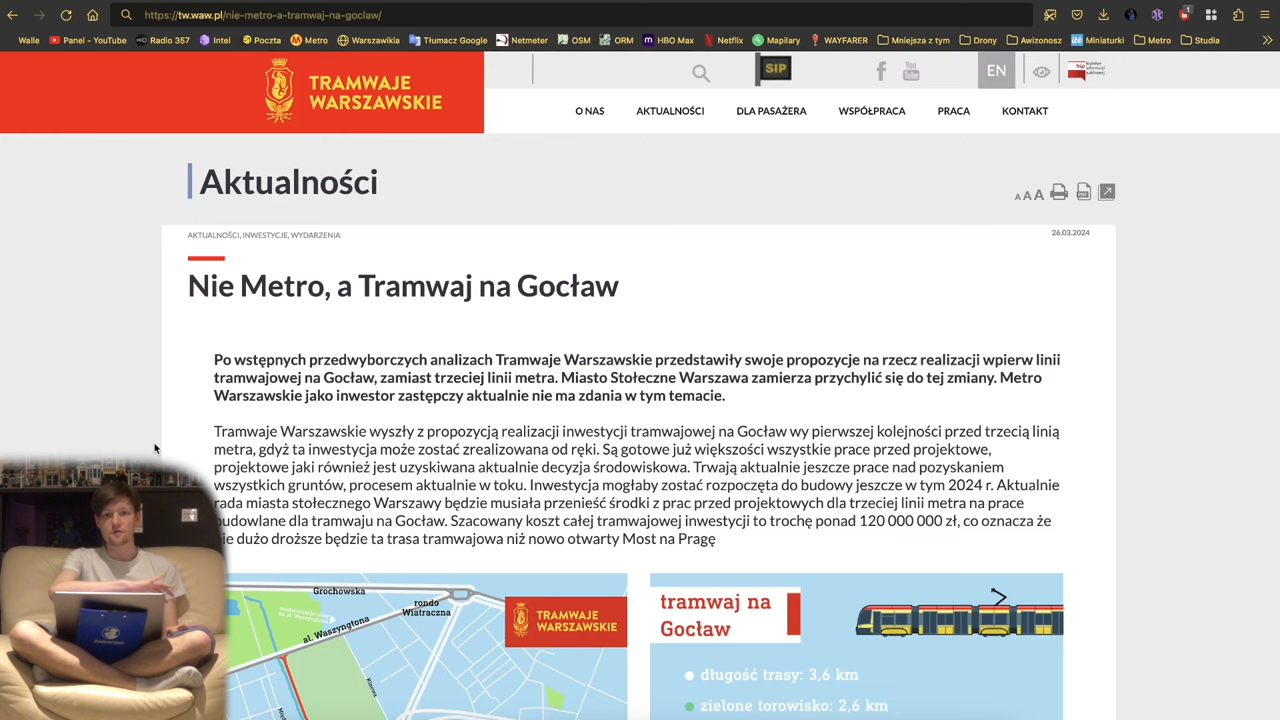 https://tw.waw.pl/nie-metro-a-tramwaj-na-goclaw/
Walle
Panel - YouTube
Radio 357
Intel
Poczta
Metro
Warszawikia
Tłumacz Google
Netmeter
OSM
ORM
HBO Max
Netflix
Mapilary
WAYFARER
Mniejsza z tym
Drony
Awizonosz
Miniaturki
Metro
Studia
TRAMWAJE
WARSZAWSKIE
SIP
You
Tube
EN
bip
O NAS
AKTUALNOŚCI
DLA PASAŻERA
WSPÓŁPRACA
PRACA
KONTAKT
Aktualności
A A A
AKTUALNOŚCI, INWESTYCJE, WYDARZENIA
26.03.2024
Nie Metro, a Tramwaj na Gocław
Po wstępnych przedwyborczych analizach Tramwaje Warszawskie przedstawiły swoje propozycje na rzecz realizacji wpierw linii
tramwajowej na Gocław, zamiast trzeciej linii metra. Miasto Stołeczne Warszawa zamierza przychylić się do tej zmiany. Metro
Warszawskie jako inwestor zastępczy aktualnie nie ma zdania w tym temacie.
Tramwaje Warszawskie wyszły z propozycją realizacji inwestycji tramwajowej na Gocław wy pierwszej kolejności przed trzecią linią
metra, gdyż ta inwestycja może zostać zrealizowana od ręki. Są gotowe już większości wszystkie prace przed projektowe,
projektowe jaki również jest uzyskiwana aktualnie decyzja środowiskowa. Trwają aktualnie jeszcze prace nad pozyskaniem
wszystkich gruntów, procesem aktualnie w toku. Inwestycja mogłaby zostać rozpoczęta do budowy jeszcze w tym 2024 r. Aktualnie
rada miasta stołecznego Warszawy będzie musiała przenieść środki z prac przed projektowych dla trzeciej linii metra na prace
budowlane dla tramwaju na Gocław. Szacowany koszt całej tramwajowej inwestycji to trochę ponad 120 000 000 zł, co oznacza że
nie dużo droższe będzie ta trasa tramwajowa niż nowo otwarty Most na Pragę
Grochowska
rondo
Wiatraczna
al. Waszyngtona
Kinowa
TRAMWAJE
WARSZAWSKIE
tramwaj na
Gocław
długość trasy: 3,6 km
zielone torowisko: 2,6 km